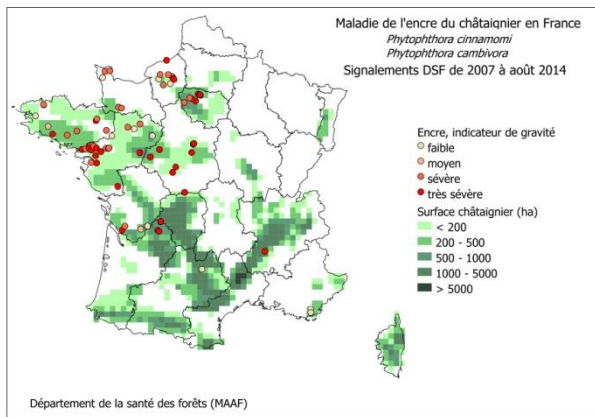 Maladie de l'encre du châtaignier en France
Phytophthora cinnamomi
Phytophthora cambivora
Signalements DSF de 2007 à août 2014
Encre, indicateur de gravité
faible
moyen
sévère
très sévère
Surface châtaignier (ha)
< 200
200 - 500
500 - 1000
1000 - 5000
> 5000
Département de la santé des forêts (MAAF)